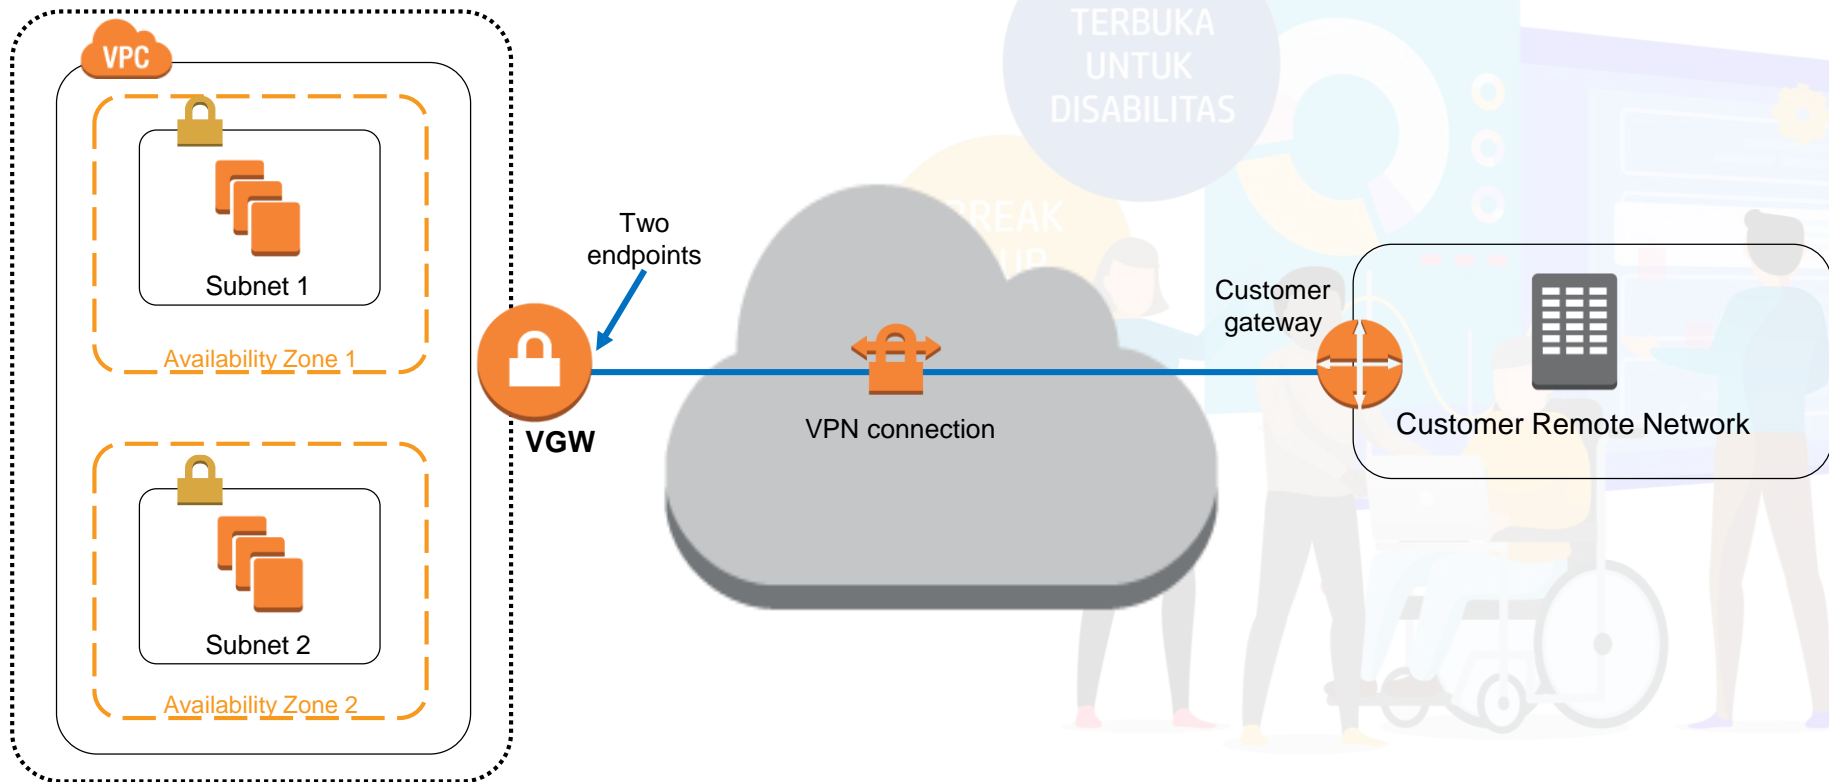 VPC
Subnet 1
Availability Zone 1
Subnet 2
Availability Zone 2
Two
endpoints
VGW
VPN connection
Customer
gateway
Customer Remote Network
TERBUKA
UNTUK
DISABILITAS